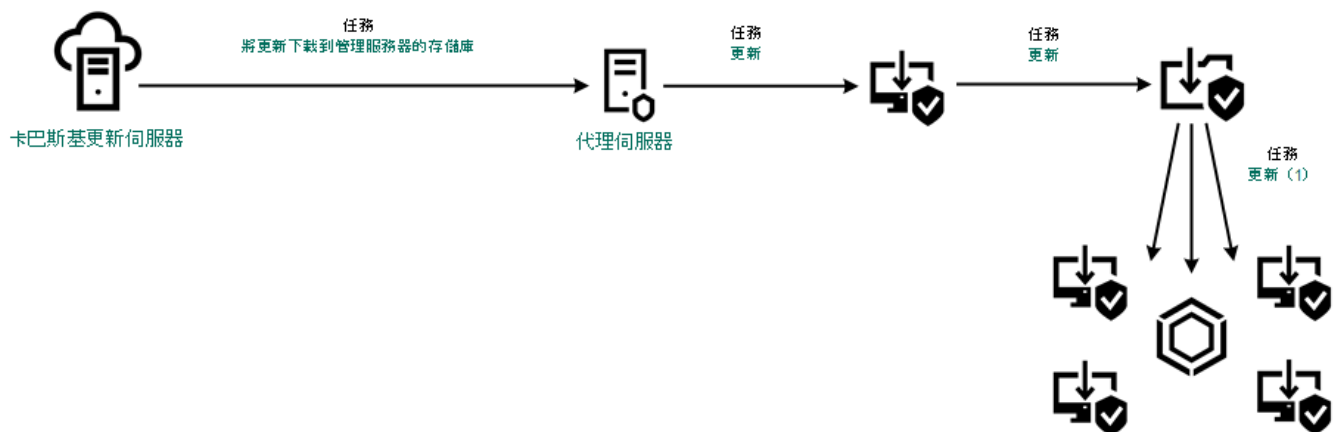 任務
將更新下載到管理服務器的存儲庫
任務
更新
任務
更新
卡巴斯基更新伺服器
代理伺服器
任務
更新（1）